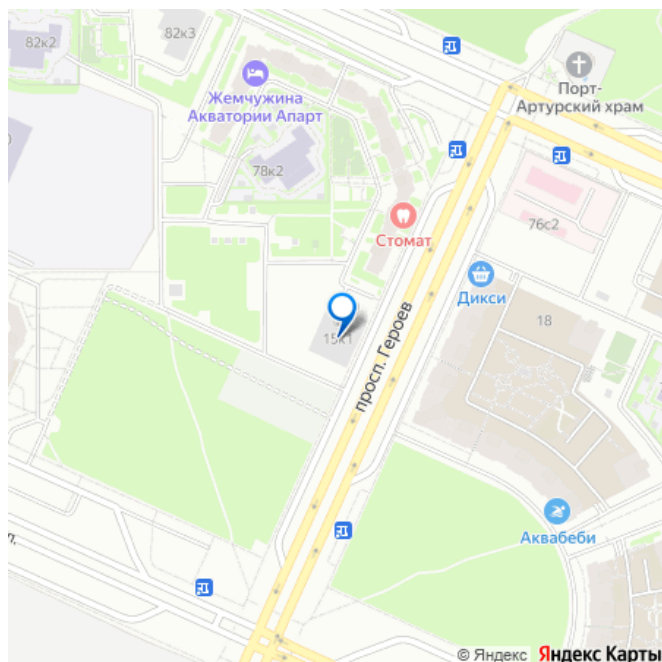 82к2
82к3
Жемчужина
Акватории Апарт
Порт-
Артурский храм
78к2
76с2
Стомат
Дикси
18
15к1
просп. Героев
Аквабеби
л.
© Яндекс Яндекс Карты